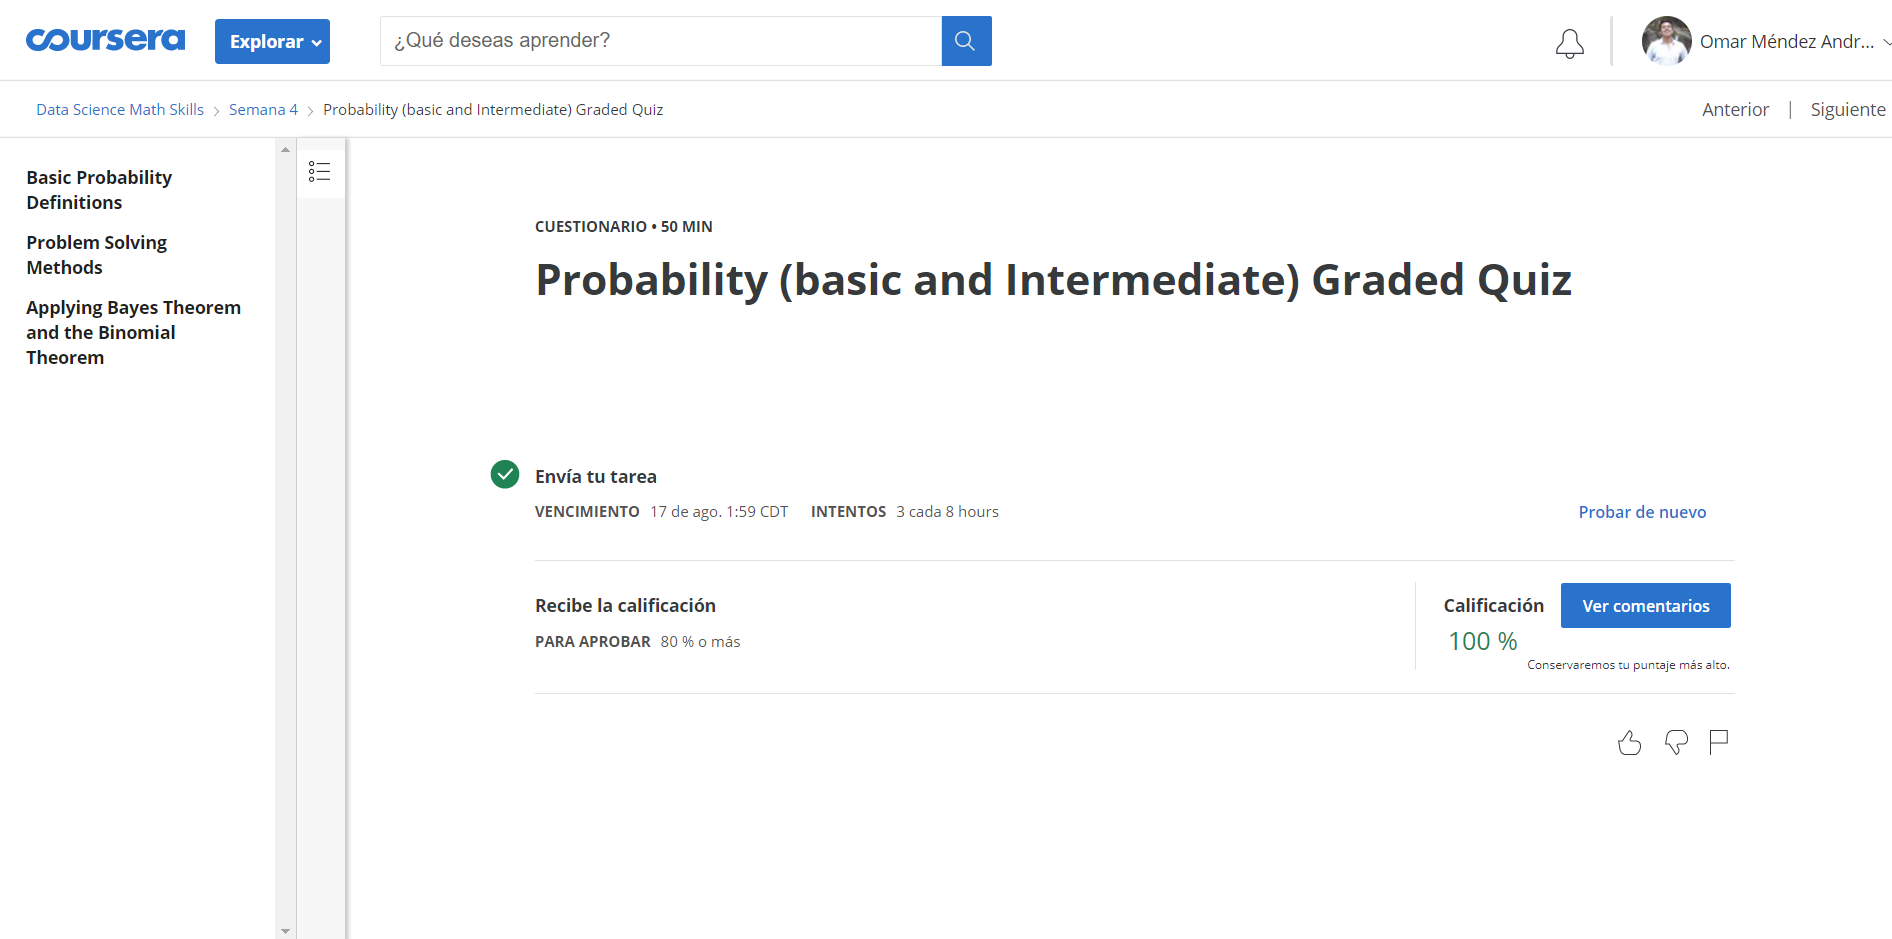 coursera
Explorar
¿Qué deseas aprender?
Omar Méndez Andr...
Data Science Math Skills > Semana 4 > Probability (basic and Intermediate) Graded Quiz
Anterior | Siguiente
Basic Probability
Definitions
Problem Solving
Methods
Applying Bayes Theorem
and the Binomial
Theorem
CUESTIONARIO • 50 MIN
Probability (basic and Intermediate) Graded Quiz
Envía tu tarea
VENCIMIENTO 17 de ago. 1:59 CDT INTENTOS 3 cada 8 hours
Probar de nuevo
Recibe la calificación
PARA APROBAR 80 % o más
Calificación
100 %
Ver comentarios
Conservaremos tu puntaje más alto.